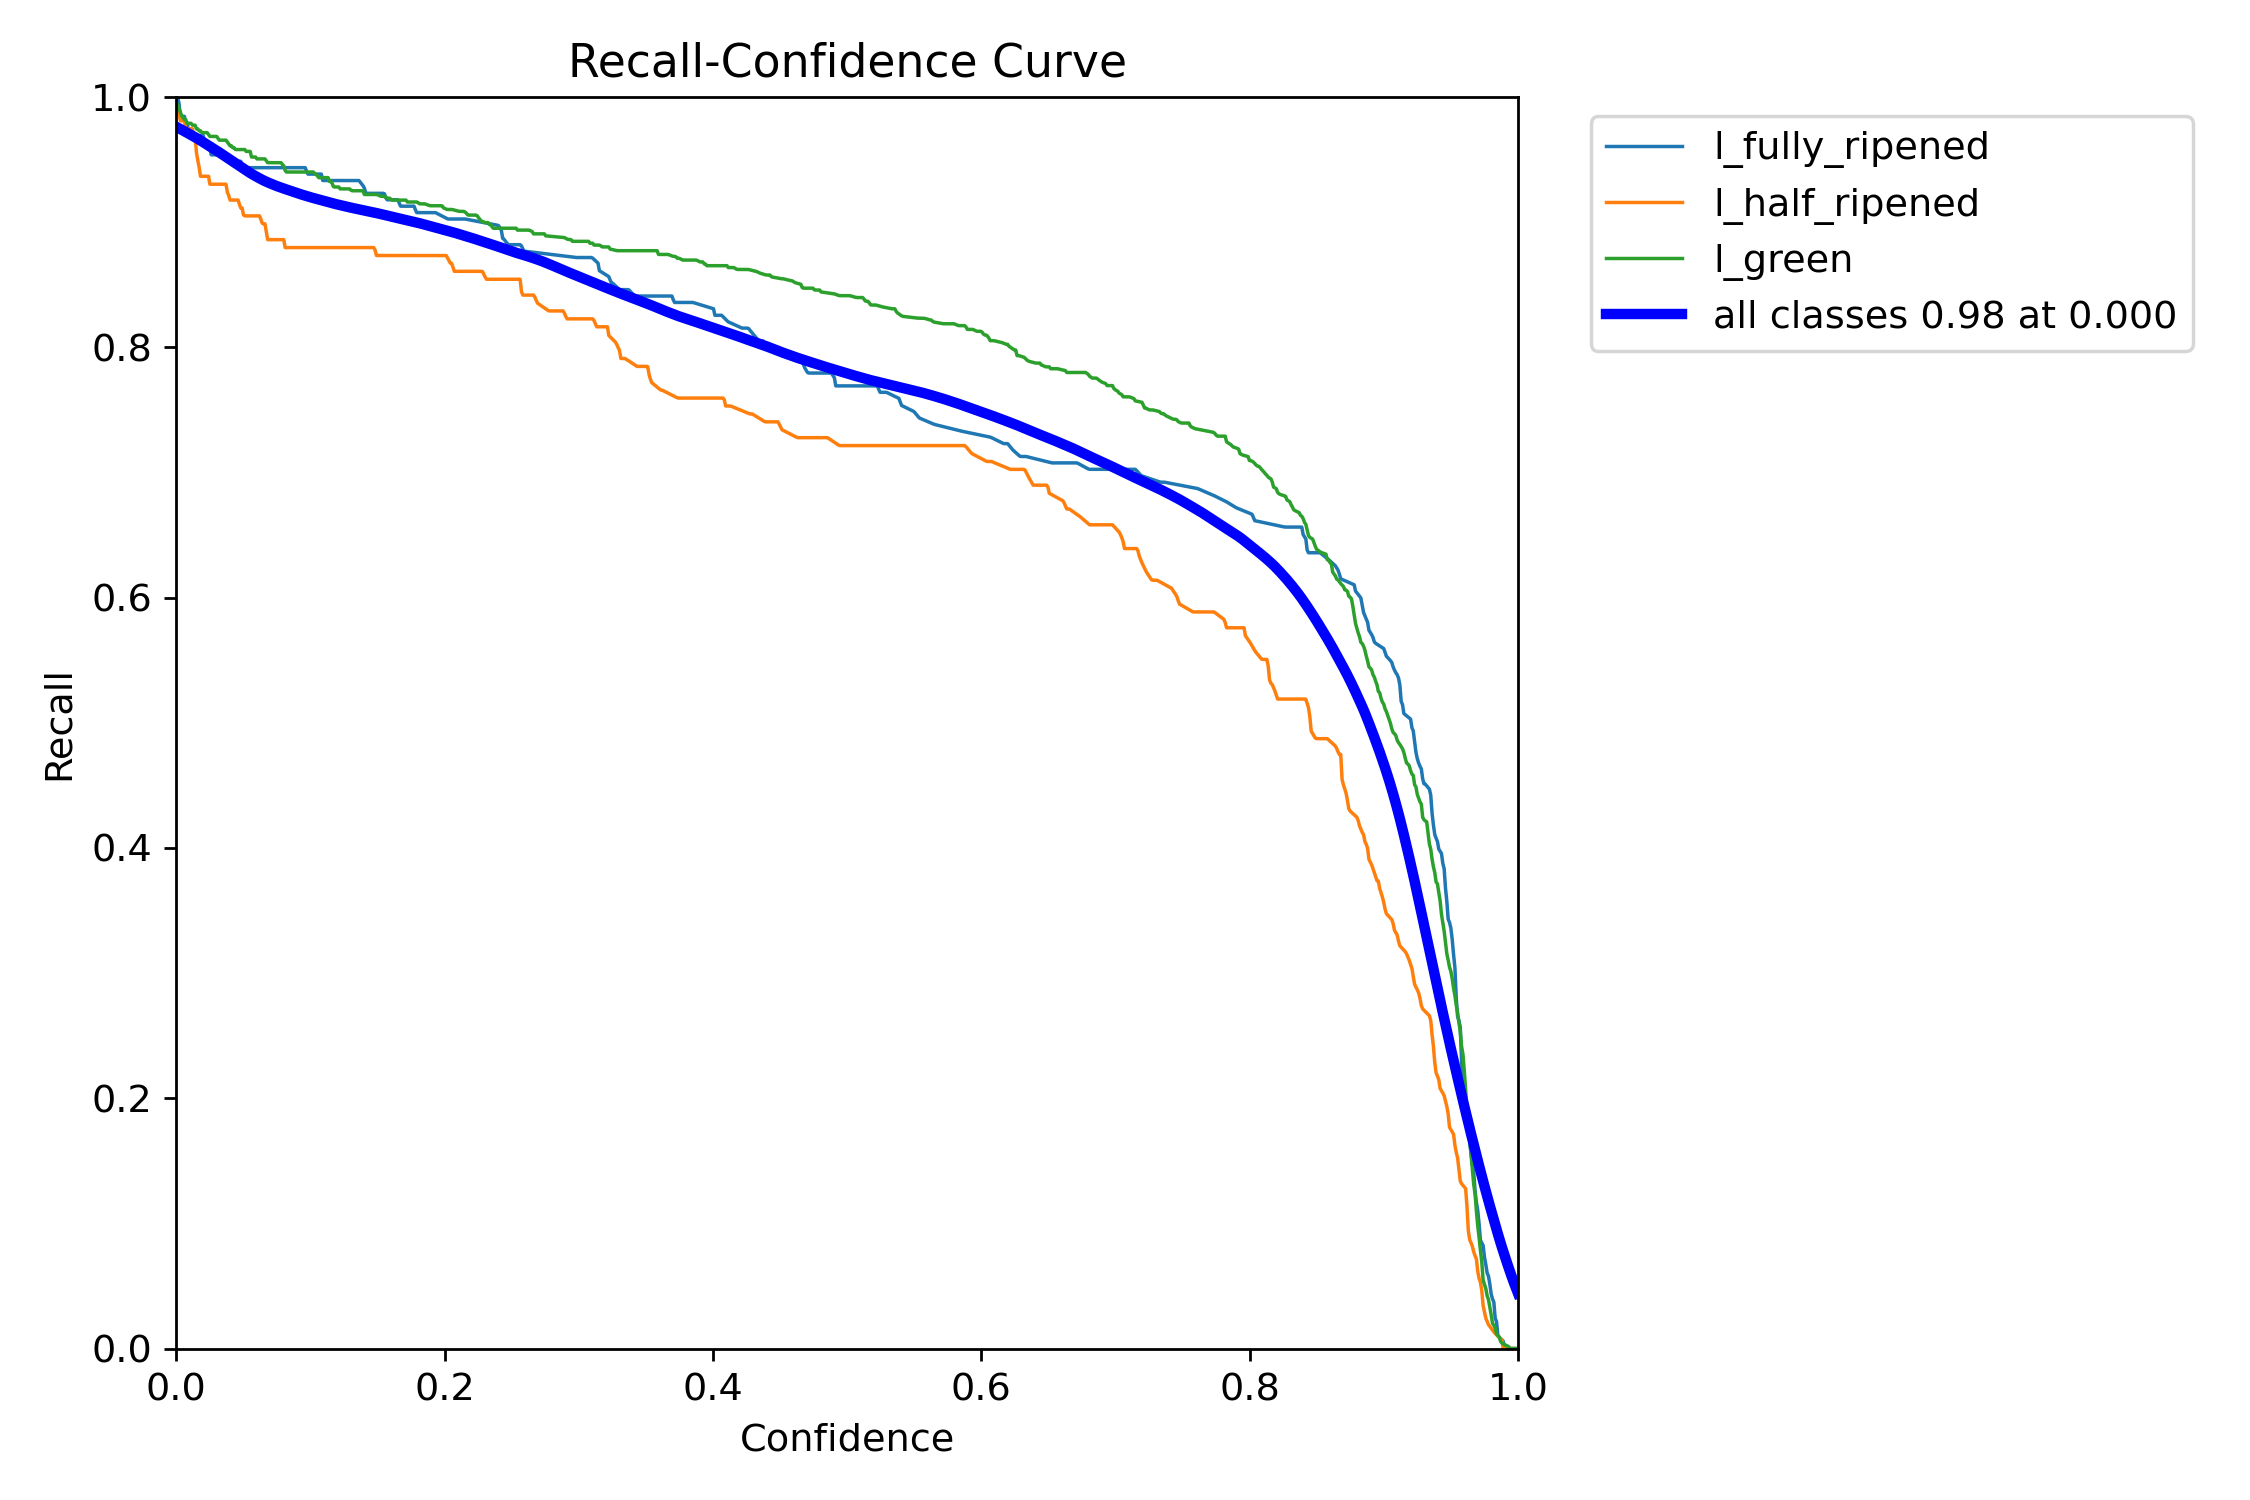 Recall-Confidence Curve
1.0
0.8
0.6
0.4
0.2
0.0
Recall
0.0 0.2 0.4 0.6 0.8 1.0
Confidence
l_fully_ripened
l_half_ripened
l_green
all classes 0.98 at 0.000